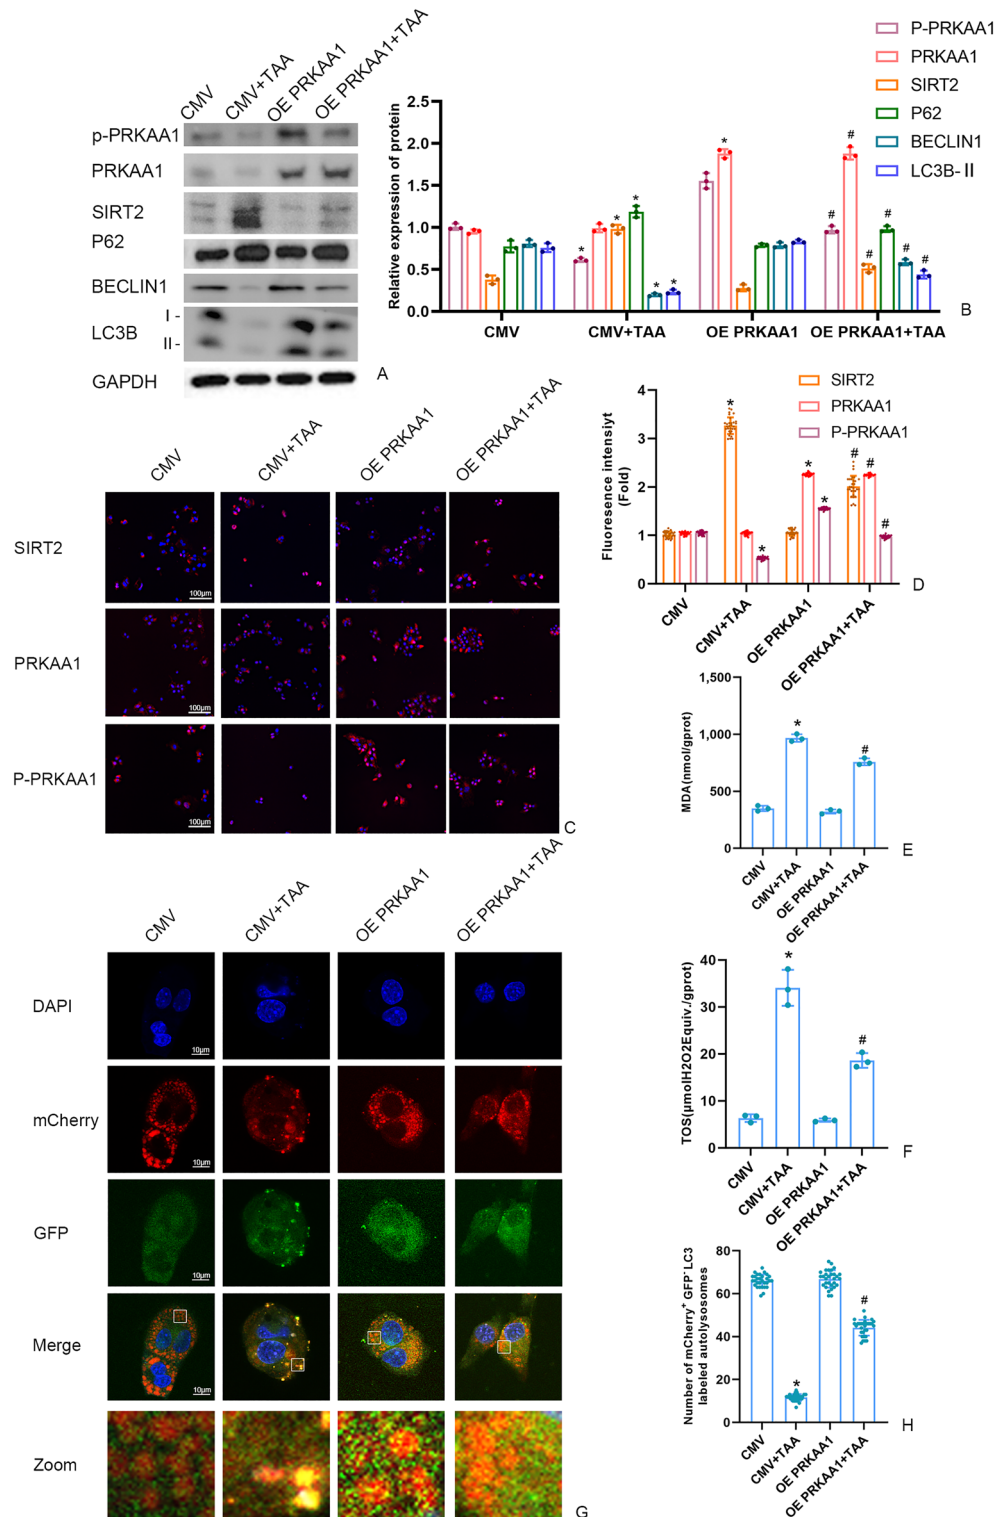 CMV
CMV+TAA
OE PRKAA1
OE PRKAA1+TAA
p-PRKAA1
PRKAA1
SIRT2
P62
BECLIN1
I -
LC3B
II -
GAPDH
A
P-PRKAA1
PRKAA1
SIRT2
P62
BECLIN1
LC3B-II
Relative expression of protein
2.5
2.0
1.5
1.0
0.5
0.0
* * * * * * *
# # # # # #
CMV
CMV+TAA
OE PRKAA1
OE PRKAA1+TAA
B
CMV
CMV+TAA
OE PRKAA1
OE PRKAA1+TAA
SIRT2
100μm
PRKAA1
100μm
P-PRKAA1
100μm
C
SIRT2
PRKAA1
P-PRKAA1
Fluoresence intensiyt
(Fold)
4
3
2
1
0
* * * *
# # #
CMV
CMV+TAA
OE PRKAA1
OE PRKAA1+TAA
D
MDA(nmol/gprot)
1,500
1,000
500
0
*
#
CMV
CMV+TAA
OE PRKAA1
OE PRKAA1+TAA
E
TOS(μmolH2O2Equiv./gprot)
40
30
20
10
0
*
#
CMV
CMV+TAA
OE PRKAA1
OE PRKAA1+TAA
F
CMV
CMV+TAA
OE PRKAA1
OE PRKAA1+TAA
DAPI
10μm
mCherry
10μm
GFP
10μm
Merge
10μm
Zoom
G
Number of mCherry⁺ GFP⁻LC3
labeled autolysosomes
80
60
40
20
0
*
#
CMV
CMV+TAA
OE PRKAA1
OE PRKAA1+TAA
H